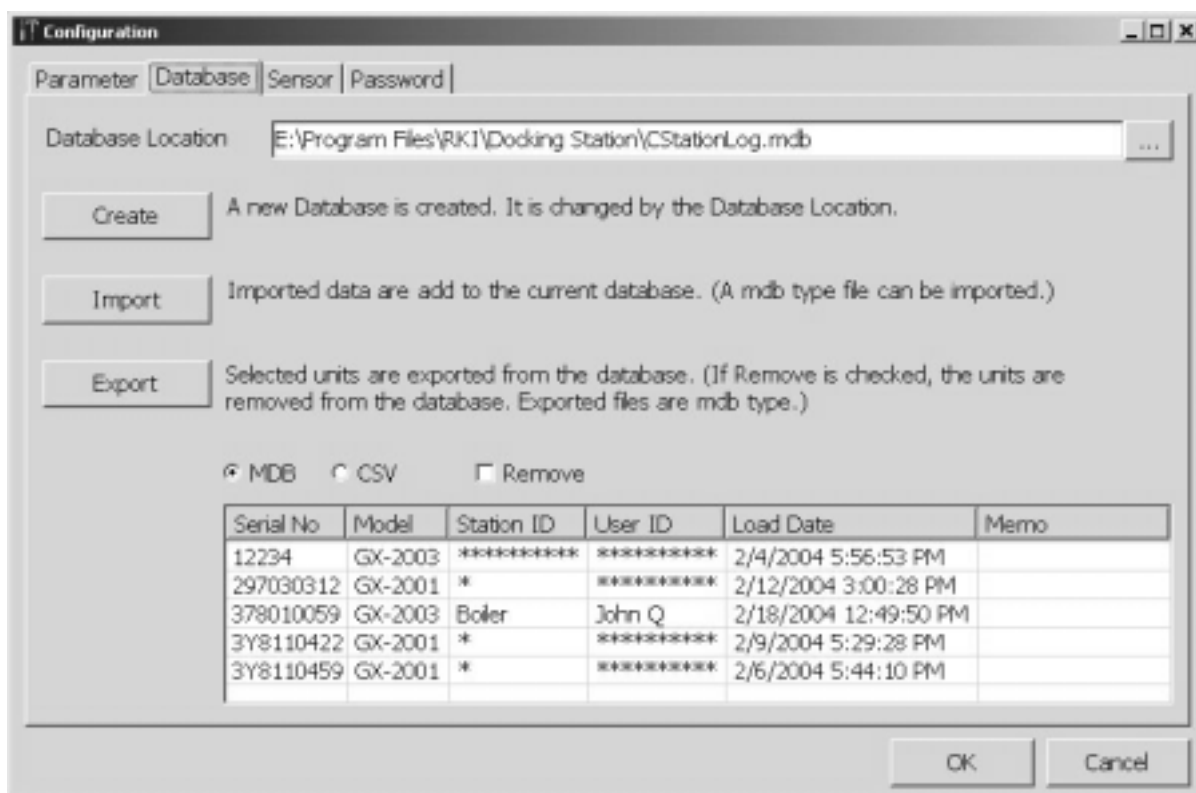 Configuration
Parameter Database Sensor Password
Database Location E:\Program Files\RKI\Docking Station\CStationLog.mdb ...
Create A new Database is created. It is changed by the Database Location.
Import Imported data are add to the current database. (A mdb type file can be imported.)
Export Selected units are exported from the database. (If Remove is checked, the units are
removed from the database. Exported files are mdb type.)
MDB CSV Remove
Serial No Model Station ID User ID Load Date Memo
12234 GX-2003 ********** ********** 2/4/2004 5:56:53 PM
297030312 GX-2001 * ********** 2/12/2004 3:00:28 PM
378010059 GX-2003 Boiler John Q 2/18/2004 12:49:50 PM
3Y8110422 GX-2001 * ********** 2/9/2004 5:29:28 PM
3Y8110459 GX-2001 * ********** 2/6/2004 5:44:10 PM
OK Cancel